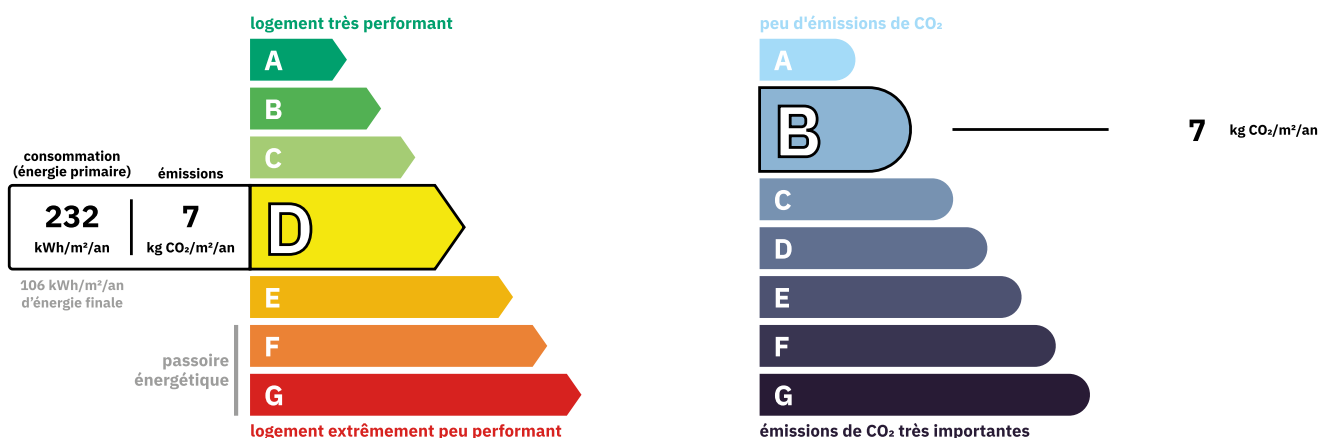 logement très performant
A
B
C
consommation
(énergie primaire)
émissions
232
kWh/m²/an
7
kg CO₂/m²/an
D
106 kWh/m²/an
d'énergie finale
E
passoire
énergétique
F
G
logement extrêmement peu performant
peu d'émissions de CO₂
A
B
7 kg CO₂/m²/an
C
D
E
F
G
émissions de CO₂ très importantes